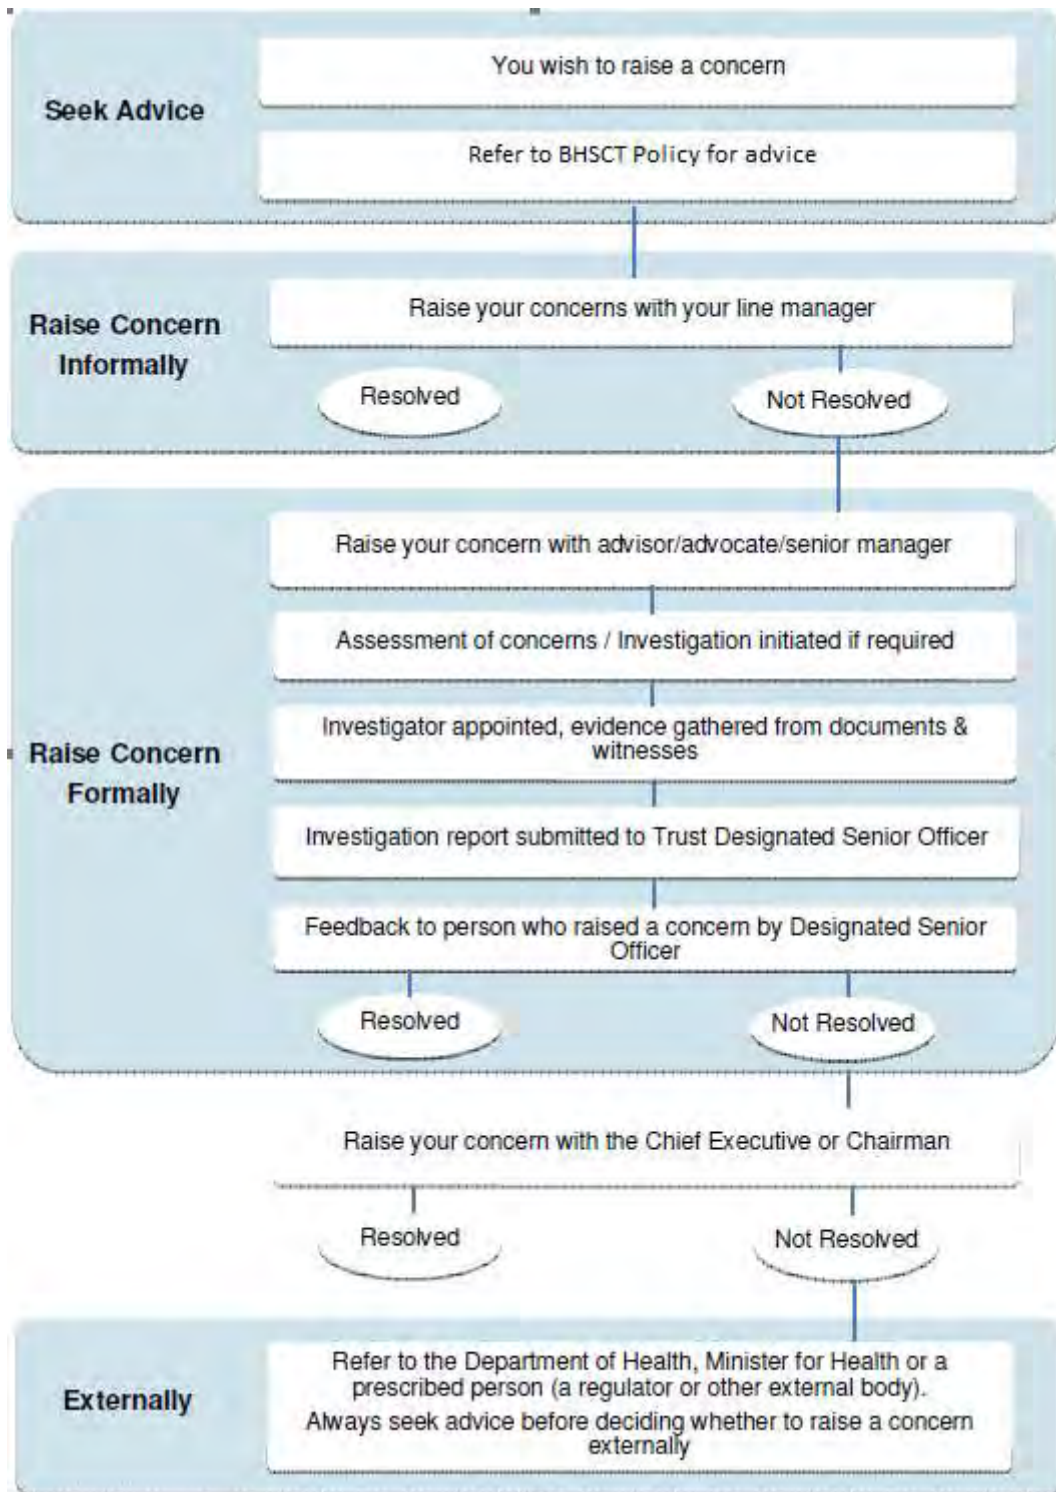 Seek Advice
You wish to raise a concern
Refer to BHSCT Policy for advice
Raise Concern
Informally
Raise your concerns with your line manager
Resolved
Not Resolved
Raise Concern
Formally
Raise your concern with advisor/advocate/senior manager
Assessment of concerns / Investigation initiated if required
Investigator appointed, evidence gathered from documents &
witnesses
Investigation report submitted to Trust Designated Senior Officer
Feedback to person who raised a concern by Designated Senior
Officer
Resolved
Not Resolved
Raise your concern with the Chief Executive or Chairman
Resolved
Not Resolved
Externally
Refer to the Department of Health, Minister for Health or a
prescribed person (a regulator or other external body).
Always seek advice before deciding whether to raise a concern
externally